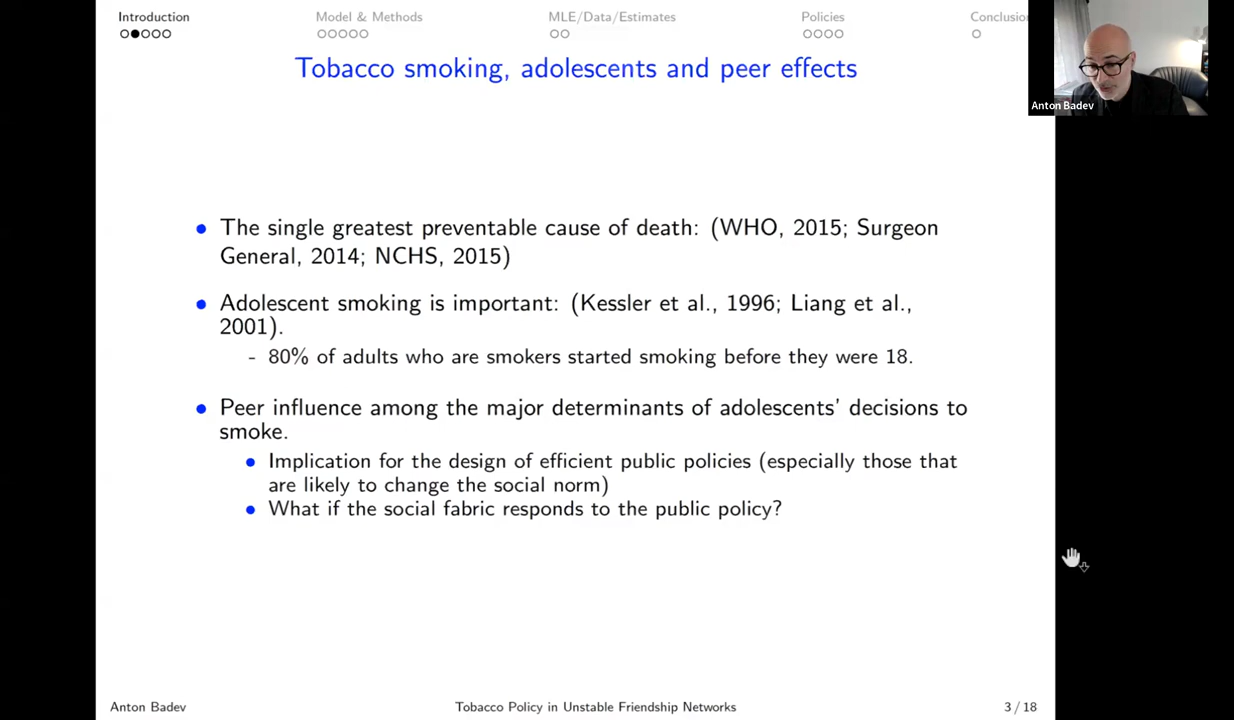 Introduction
Model & Methods
MLE/Data/Estimates
Policies
Conclusion
Tobacco smoking, adolescents and peer effects
Anton Badev
The single greatest preventable cause of death: (WHO, 2015; Surgeon
General, 2014; NCHS, 2015)
Adolescent smoking is important: (Kessler et al., 1996; Liang et al.,
2001).
- 80% of adults who are smokers started smoking before they were 18.
Peer influence among the major determinants of adolescents' decisions to
smoke.
Implication for the design of efficient public policies (especially those that
are likely to change the social norm)
What if the social fabric responds to the public policy?
Anton Badev
Tobacco Policy in Unstable Friendship Networks
3 / 18